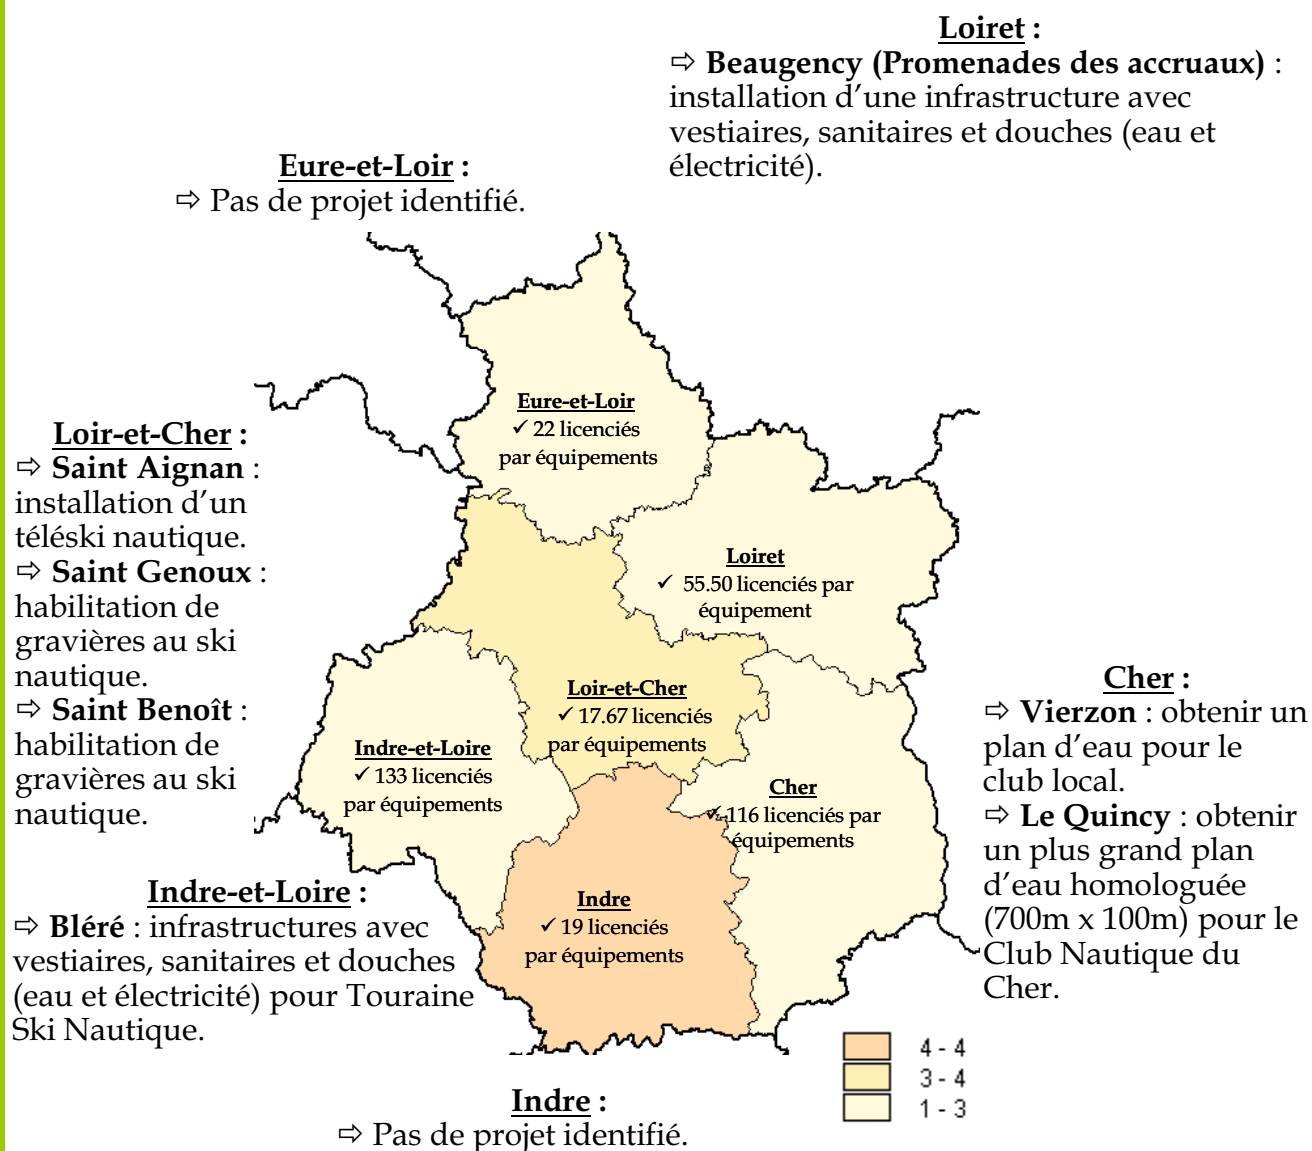 Loiret :
⇨ Beaugency (Promenades des accruaux) :
installation d’une infrastructure avec
vestiaires, sanitaires et douches (eau et
électricité).
Eure-et-Loir :
⇨ Pas de projet identifié.
Eure-et-Loir
✓ 22 licenciés
par équipements
Loir-et-Cher :
⇨ Saint Aignan :
installation d’un
téléski nautique.
⇨ Saint Genoux :
habilitation de
gravières au ski
nautique.
⇨ Saint Benoît :
habilitation de
gravières au ski
nautique.
Loiret
✓ 55.50 licenciés par
équipement
Loir-et-Cher
✓ 17.67 licenciés
par équipements
Indre-et-Loire
✓ 133 licenciés
par équipements
Cher
✓ 116 licenciés par
équipements
Indre
✓ 19 licenciés
par équipements
Cher :
⇨ Vierzon : obtenir un
plan d’eau pour le
club local.
⇨ Le Quincy : obtenir
un plus grand plan
d’eau homologuée
(700m x 100m) pour le
Club Nautique du
Cher.
Indre-et-Loire :
⇨ Bléré : infrastructures avec
vestiaires, sanitaires et douches
(eau et électricité) pour Touraine
Ski Nautique.
4 - 4
3 - 4
1 - 3
Indre :
⇨ Pas de projet identifié.